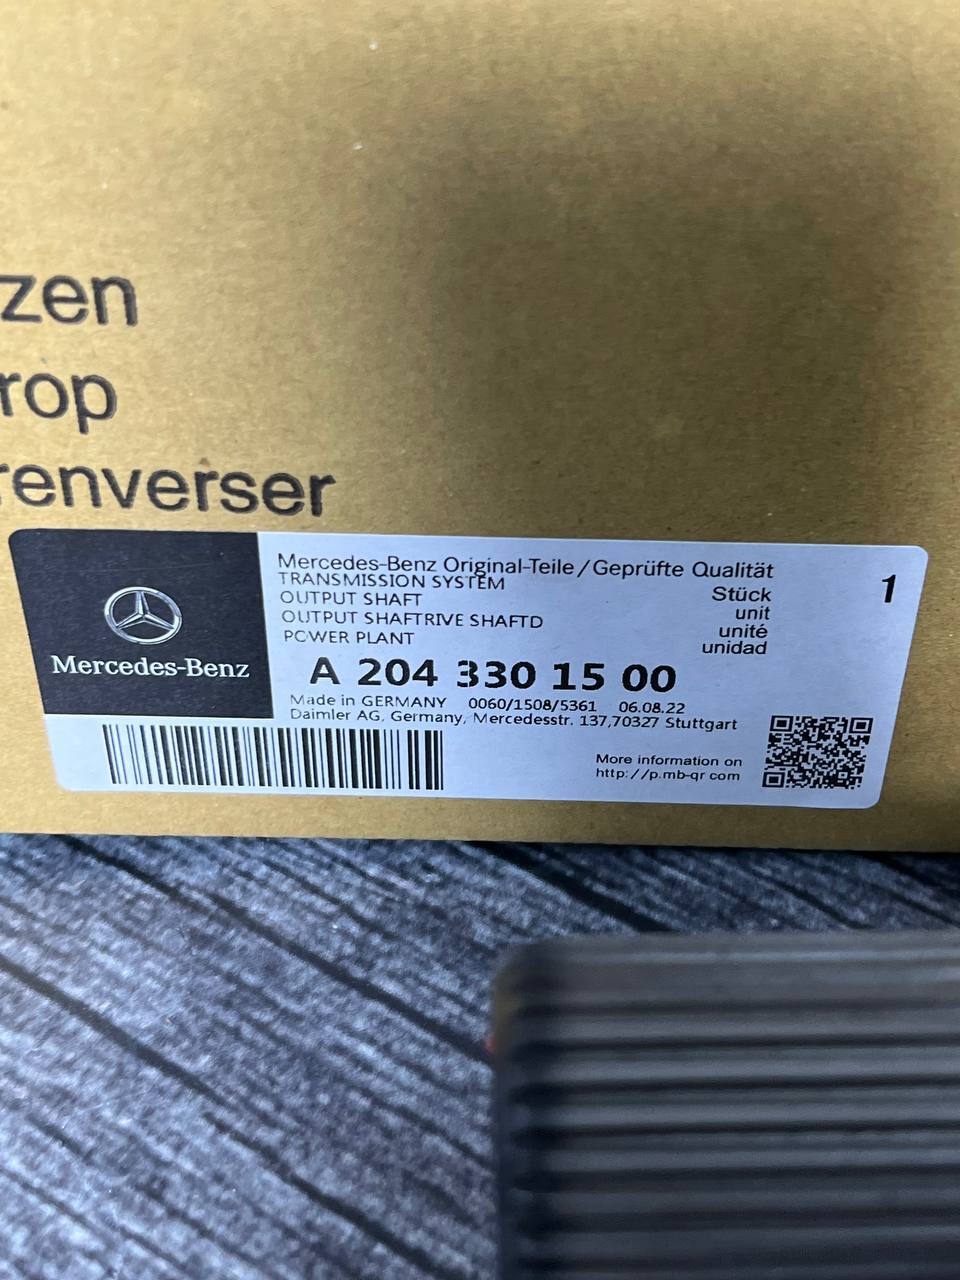 zen
rop
renverser
Mercedes-Benz Original-Teile/Geprüfte Qualität
TRANSMISSION SYSTEM
OUTPUT SHAFT
OUTPUT SHAFTRIVE SHAFTD
POWER PLANT
Stück
unit
unité
unidad
1
Mercedes-Benz
A 204 330 15 00
Made in GERMANY 0060/1508/5361 06.08.22
Daimler AG, Germany, Mercedesstr. 137,70327 Stuttgart
More information on
http://p.mb-qr com